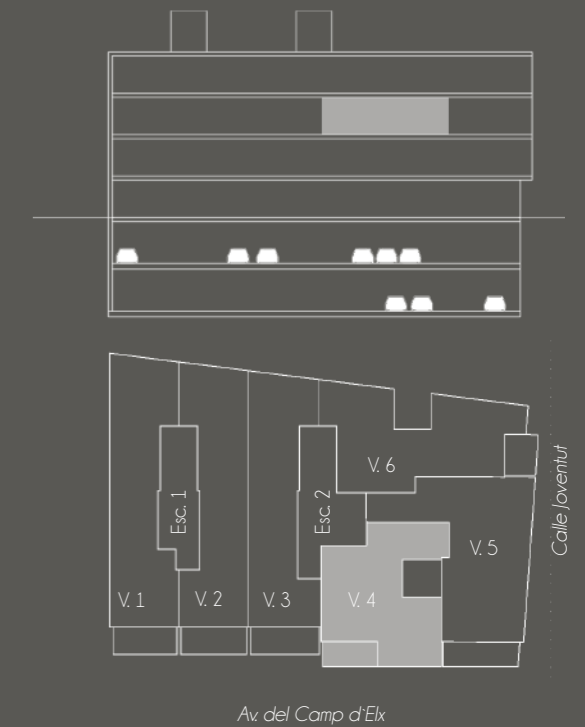 V. 6
Esc. 1
Esc. 2
Calle Joventut
V. 5
V. 1
V. 2
V. 3
V. 4
Av. del Camp d`Elx